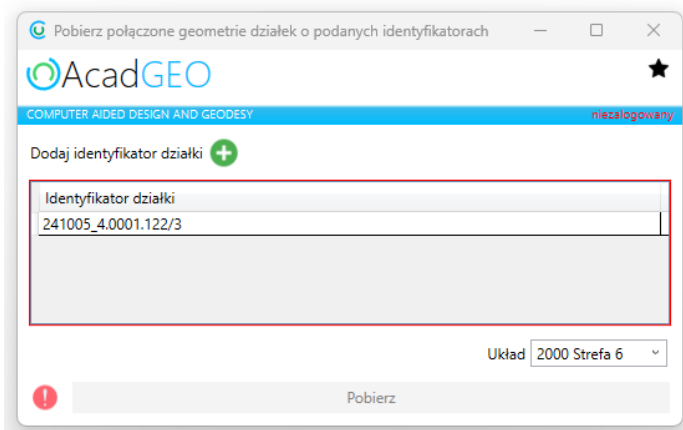 Pobierz połączone geometrie działek o podanych identyfikatorach
AcadGEO
COMPUTER AIDED DESIGN AND GEODESY niezalogowany
Dodaj identyfikator działki
Identyfikator działki
241005_4.0001.122/3
Układ 2000 Strefa 6
Pobierz